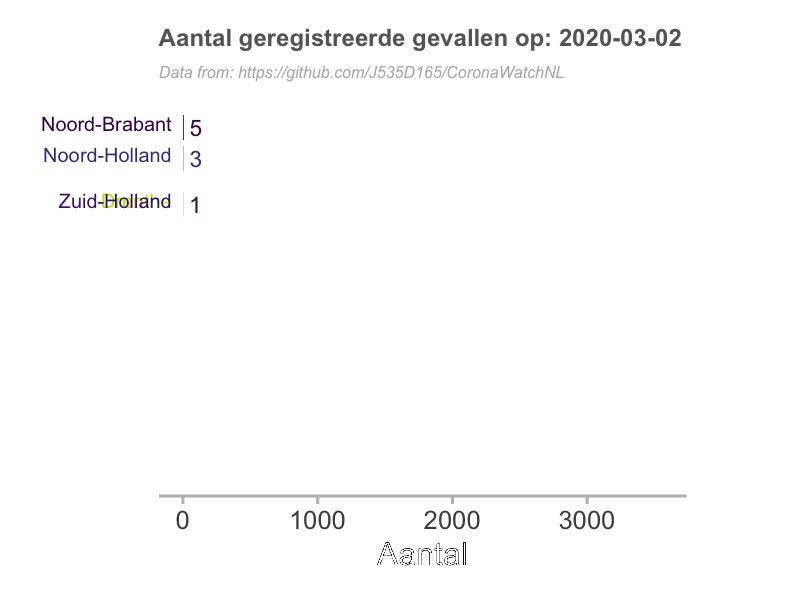 Aantal geregistreerde gevallen op: 2020-03-02
Data from: https://github.com/J535D165/CoronaWatchNL
Noord-Brabant 5
Noord-Holland 3
Zuid-Holland 1
0 1000 2000 3000
Aantal